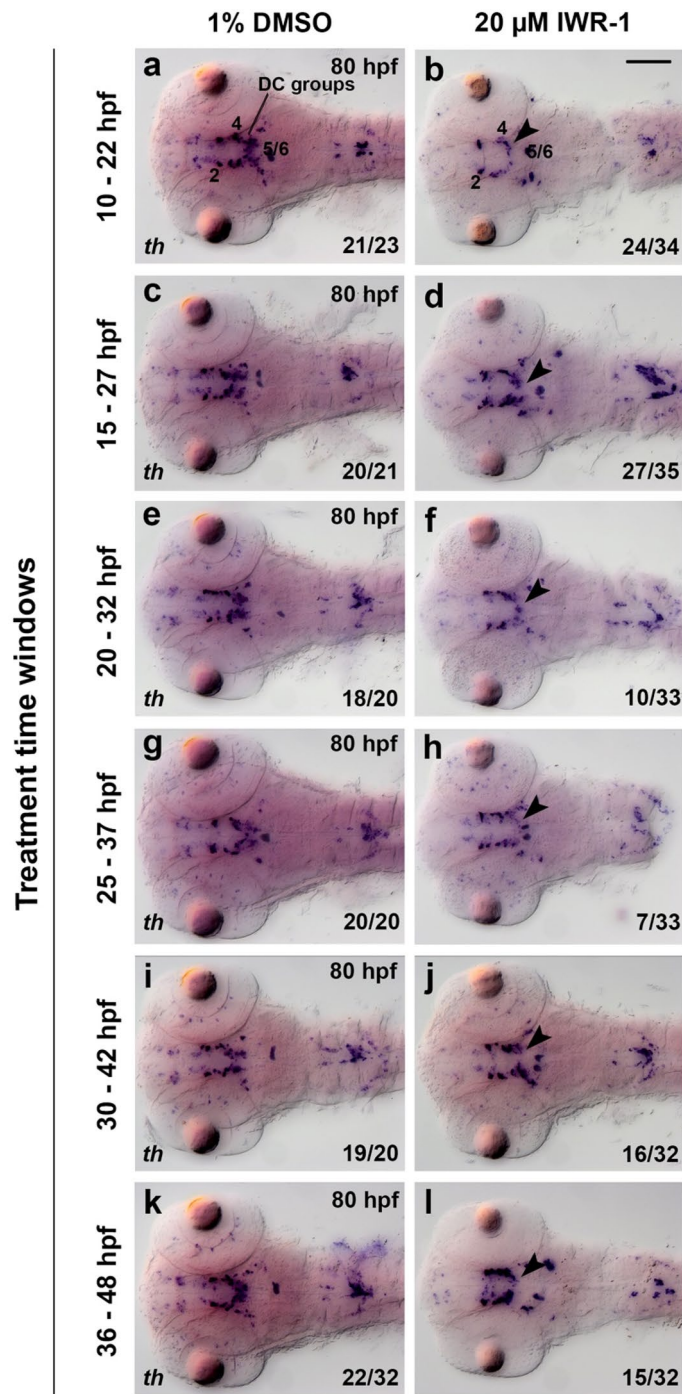 1% DMSO
20 µM IWR-1
Treatment time windows
10 - 22 hpf
a
80 hpf
DC groups
4
5/6
2
th
21/23
b
4
5/6
2
24/34
15 - 27 hpf
c
80 hpf
th
20/21
d
27/35
20 - 32 hpf
e
80 hpf
th
18/20
f
10/33
25 - 37 hpf
g
80 hpf
th
20/20
h
7/33
30 - 42 hpf
i
80 hpf
th
19/20
j
16/32
36 - 48 hpf
k
80 hpf
th
22/32
l
15/32